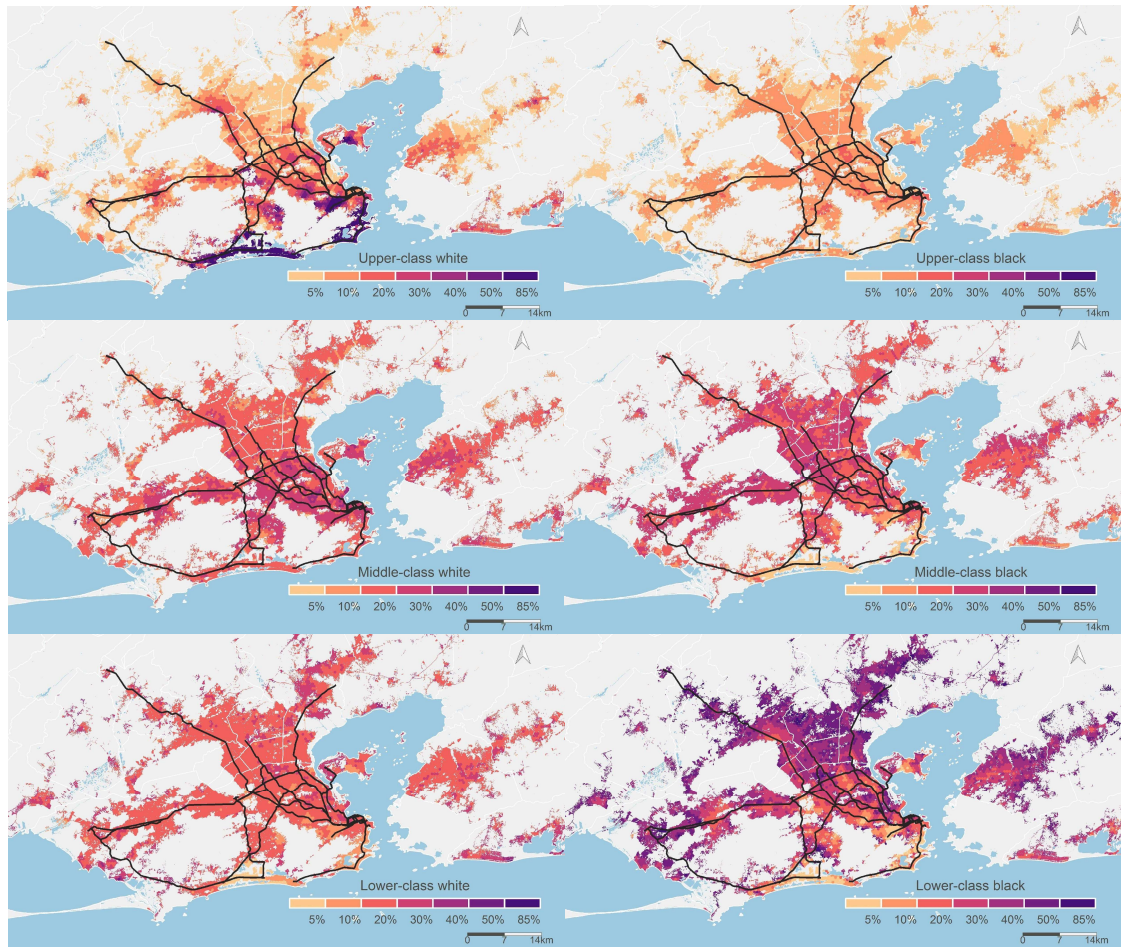 Upper-class white
5% 10% 20% 30% 40% 50% 85%
0 7 14km
Upper-class black
5% 10% 20% 30% 40% 50% 85%
0 7 14km
Middle-class white
5% 10% 20% 30% 40% 50% 85%
0 7 14km
Middle-class black
5% 10% 20% 30% 40% 50% 85%
0 7 14km
Lower-class white
5% 10% 20% 30% 40% 50% 85%
0 7 14km
Lower-class black
5% 10% 20% 30% 40% 50% 85%
0 7 14km